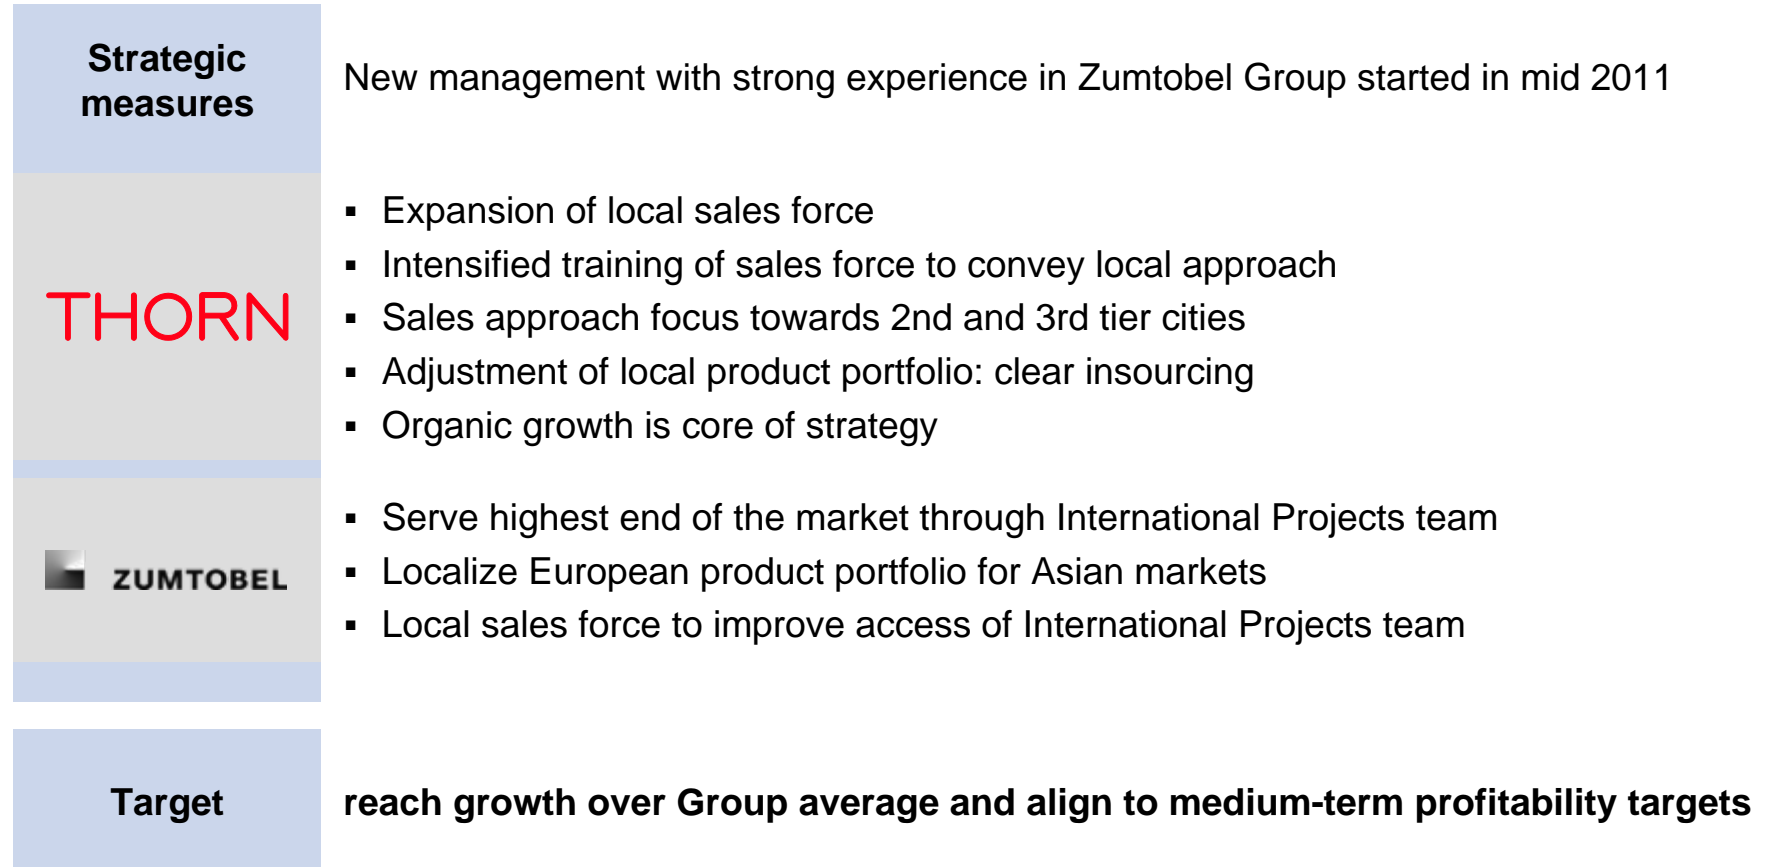 Strategic
measures
New management with strong experience in Zumtobel Group started in mid 2011
THORN
▪ Expansion of local sales force
▪ Intensified training of sales force to convey local approach
▪ Sales approach focus towards 2nd and 3rd tier cities
▪ Adjustment of local product portfolio: clear insourcing
▪ Organic growth is core of strategy
ZUMTOBEL
▪ Serve highest end of the market through International Projects team
▪ Localize European product portfolio for Asian markets
▪ Local sales force to improve access of International Projects team
Target
reach growth over Group average and align to medium-term profitability targets